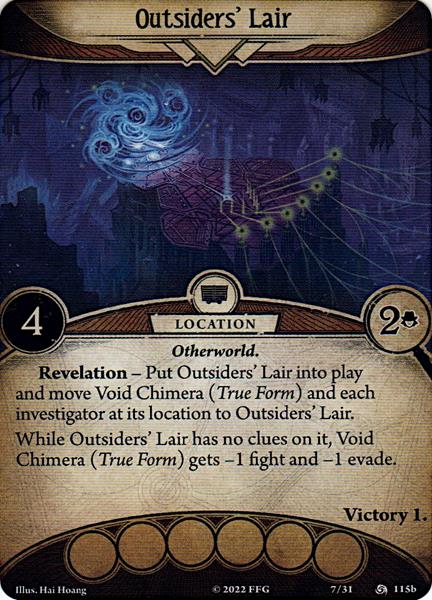 Outsiders' Lair
4
LOCATION
2
Otherworld.
Revelation – Put Outsiders' Lair into play
and move Void Chimera (True Form) and each
investigator at its location to Outsiders' Lair.
While Outsiders' Lair has no clues on it, Void
Chimera (True Form) gets –1 fight and –1 evade.
Victory 1.
Illus. Hai Hoang © 2022 FFG 7/31 115b